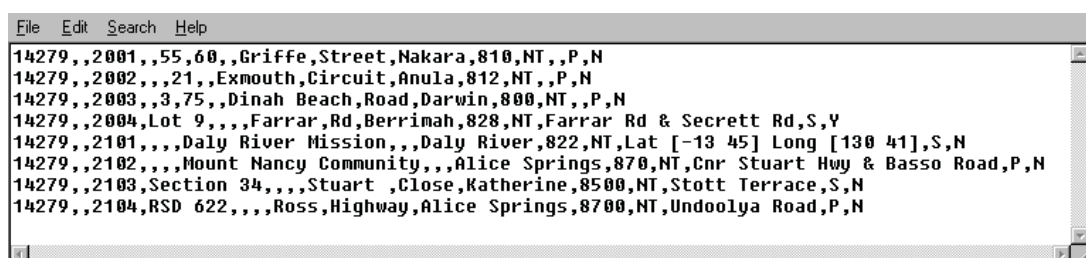 File Edit Search Help
14279,,2001,,55,60,,Griffe,Street,Nakara,810,NT,,P,N
14279,,2002,,,21,,Exmouth,Circuit,Anula,812,NT,,P,N
14279,,2003,,3,75,,Dinah Beach,Road,Darwin,800,NT,,P,N
14279,,2004,Lot 9,,,,Farrar,Rd,Berrimah,828,NT,Farrar Rd & Secrett Rd,S,Y
14279,,2101,,,,Daly River Mission,,,Daly River,822,NT,Lat [-13 45] Long [130 41],S,N
14279,,2102,,,,Mount Nancy Community,,,Alice Springs,870,NT,Cnr Stuart Hwy & Basso Road,P,N
14279,,2103,Section 34,,,,Stuart ,Close,Katherine,8500,NT,Stott Terrace,S,N
14279,,2104,RSD 622,,,,Ross,Highway,Alice Springs,8700,NT,Undoolya Road,P,N